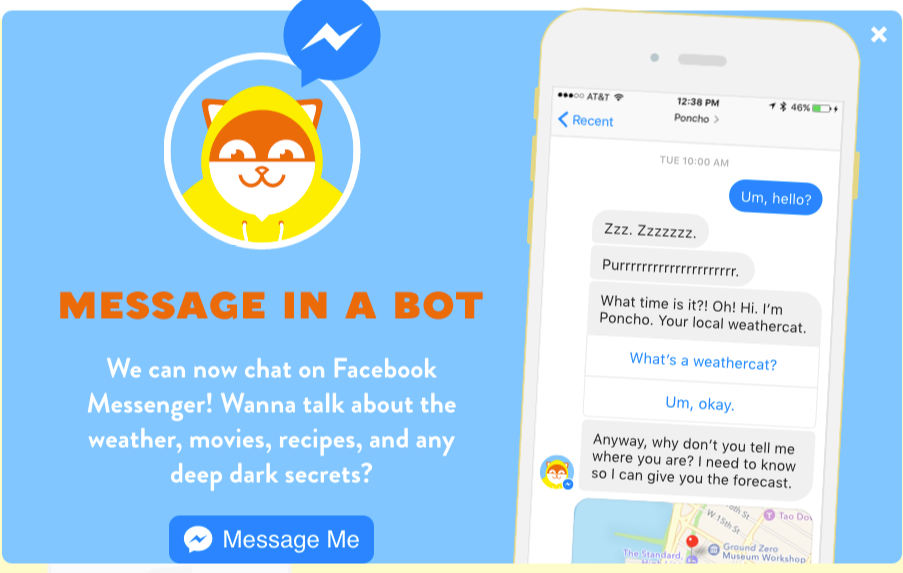 MESSAGE IN A BOT
We can now chat on Facebook
Messenger! Wanna talk about the
weather, movies, recipes, and any
deep dark secrets?
Message Me
AT&T
12:38 PM
46%
Recent
Poncho
TUE 10:00 AM
Um, hello?
Zzz. Zzzzzzz.
Purrrrrrrrrrrrrrrrrrrrrr.
What time is it?! Oh! Hi. I'm
Poncho. Your local weathercat.
What's a weathercat?
Um, okay.
Anyway, why don't you tell me
where you are? I need to know
so I can give you the forecast.
W 15th St
Tao Dow
The Standard,
Ground Zero
Museum Workshop